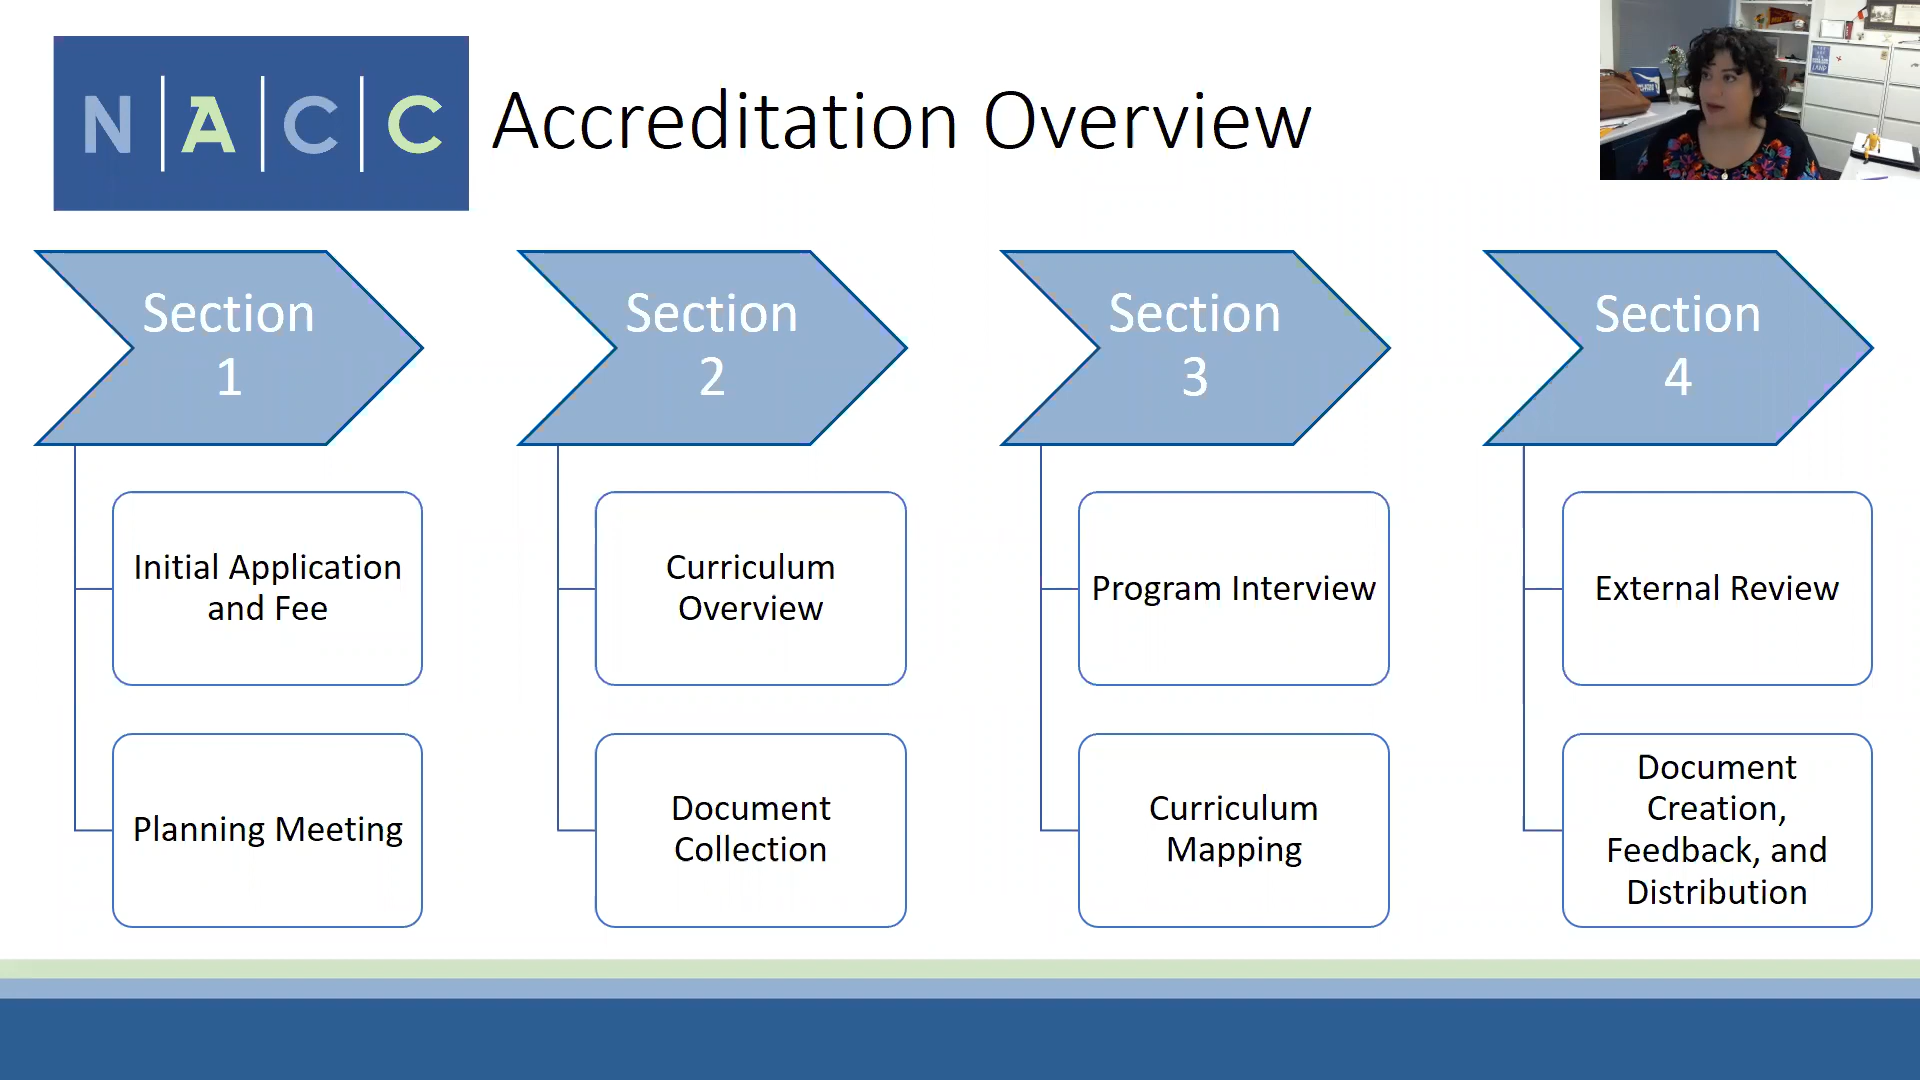 N|A|C|C
Accreditation Overview
Section
1
Initial Application
and Fee
Planning Meeting
Section
2
Curriculum
Overview
Document
Collection
Section
3
Program Interview
Curriculum
Mapping
Section
4
External Review
Document
Creation,
Feedback, and
Distribution